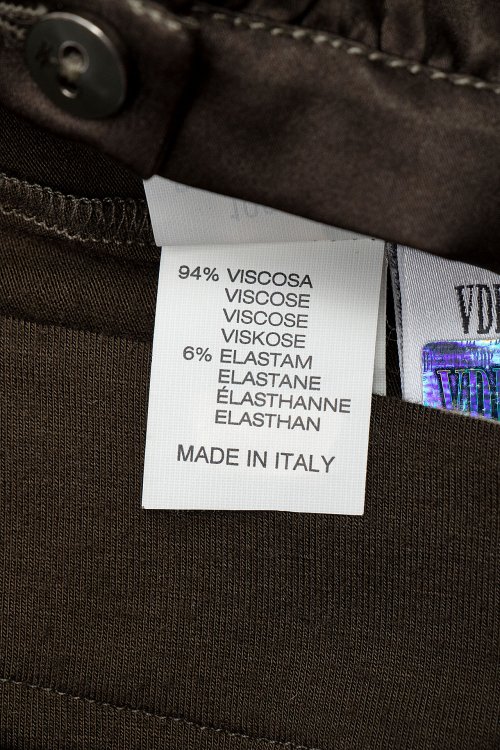 94% VISCOSA
VISCOSE
VISCOSE
VISKOSE
6% ELASTAM
ELASTANE
ÉLASTHANNE
ELASTHAN
MADE IN ITALY